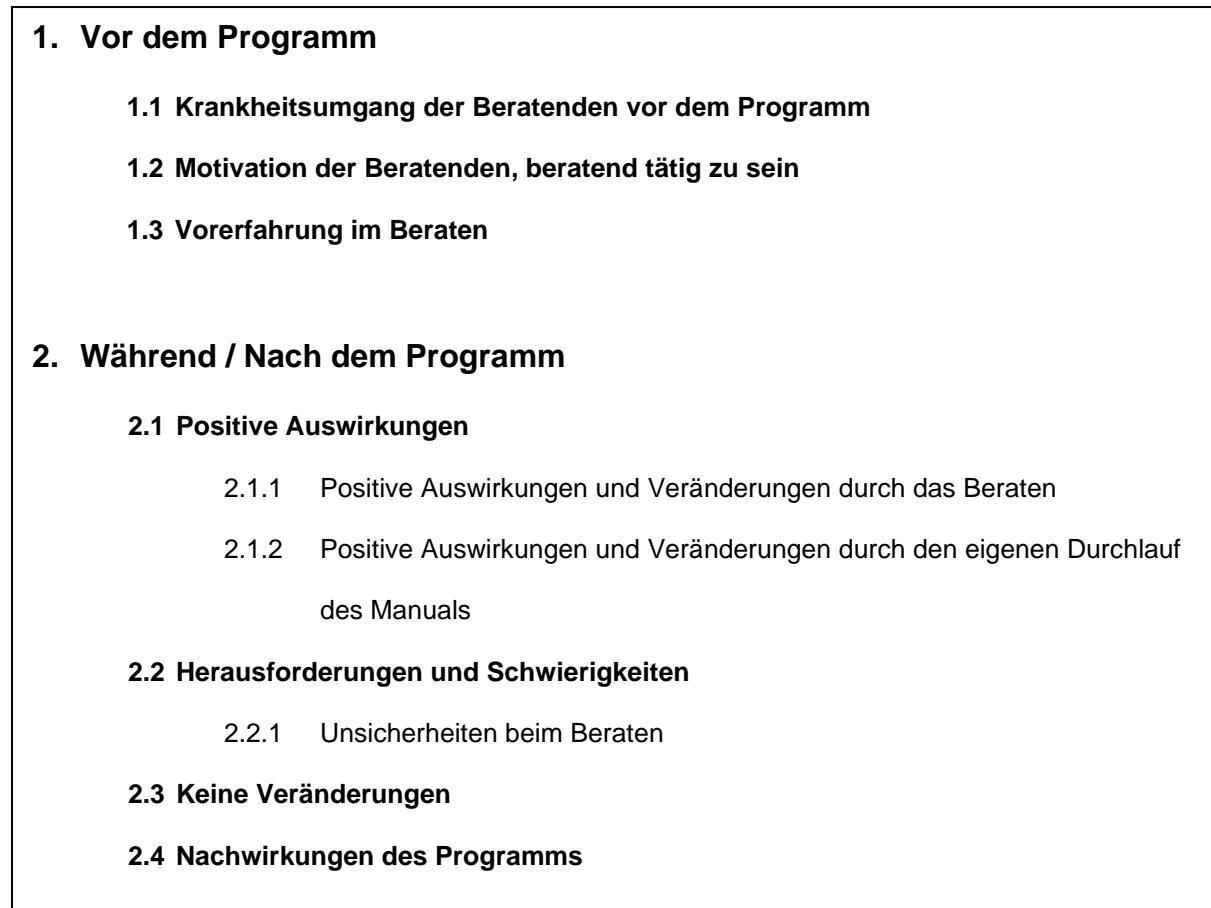 1. Vor dem Programm
1.1 Krankheitsumgang der Beratenden vor dem Programm
1.2 Motivation der Beratenden, beratend tätig zu sein
1.3 Vorerfahrung im Beraten
2. Während / Nach dem Programm
2.1 Positive Auswirkungen
2.1.1 Positive Auswirkungen und Veränderungen durch das Beraten
2.1.2 Positive Auswirkungen und Veränderungen durch den eigenen Durchlauf
des Manuals
2.2 Herausforderungen und Schwierigkeiten
2.2.1 Unsicherheiten beim Beraten
2.3 Keine Veränderungen
2.4 Nachwirkungen des Programms